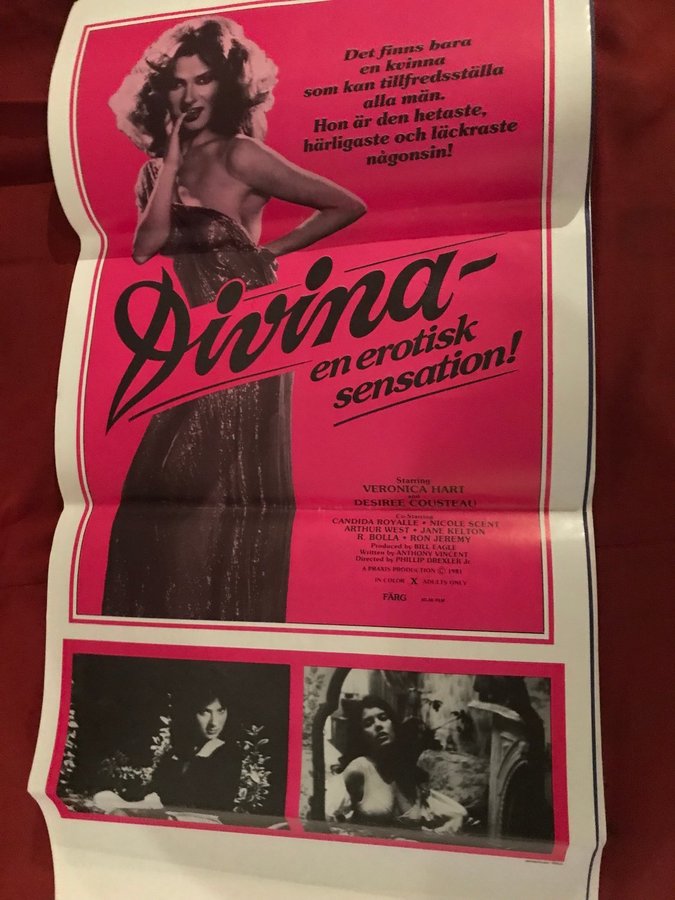 Det finns bara
en kvinna
som kan tillfredsställa
alla män.
Hon är den hetaste,
härligaste och läckraste
någonsin!
Divina-
en erotisk
sensation!
Starring
VERONICA HART
and
DESIREE COUSTEAU
Co-Starring
CANDIDA ROYALLE • NICOLE SCENT
ARTHUR WEST • JANE KELTON
R. BOLLA • RON JEREMY
Produced by BILL EAGLE
Written by ANTHONY VINCENT
Directed by PHILLIP DREXLER Jr.
A PRAXIS PRODUCTION © 1981
IN COLOR X ADULTS ONLY
FÄRG